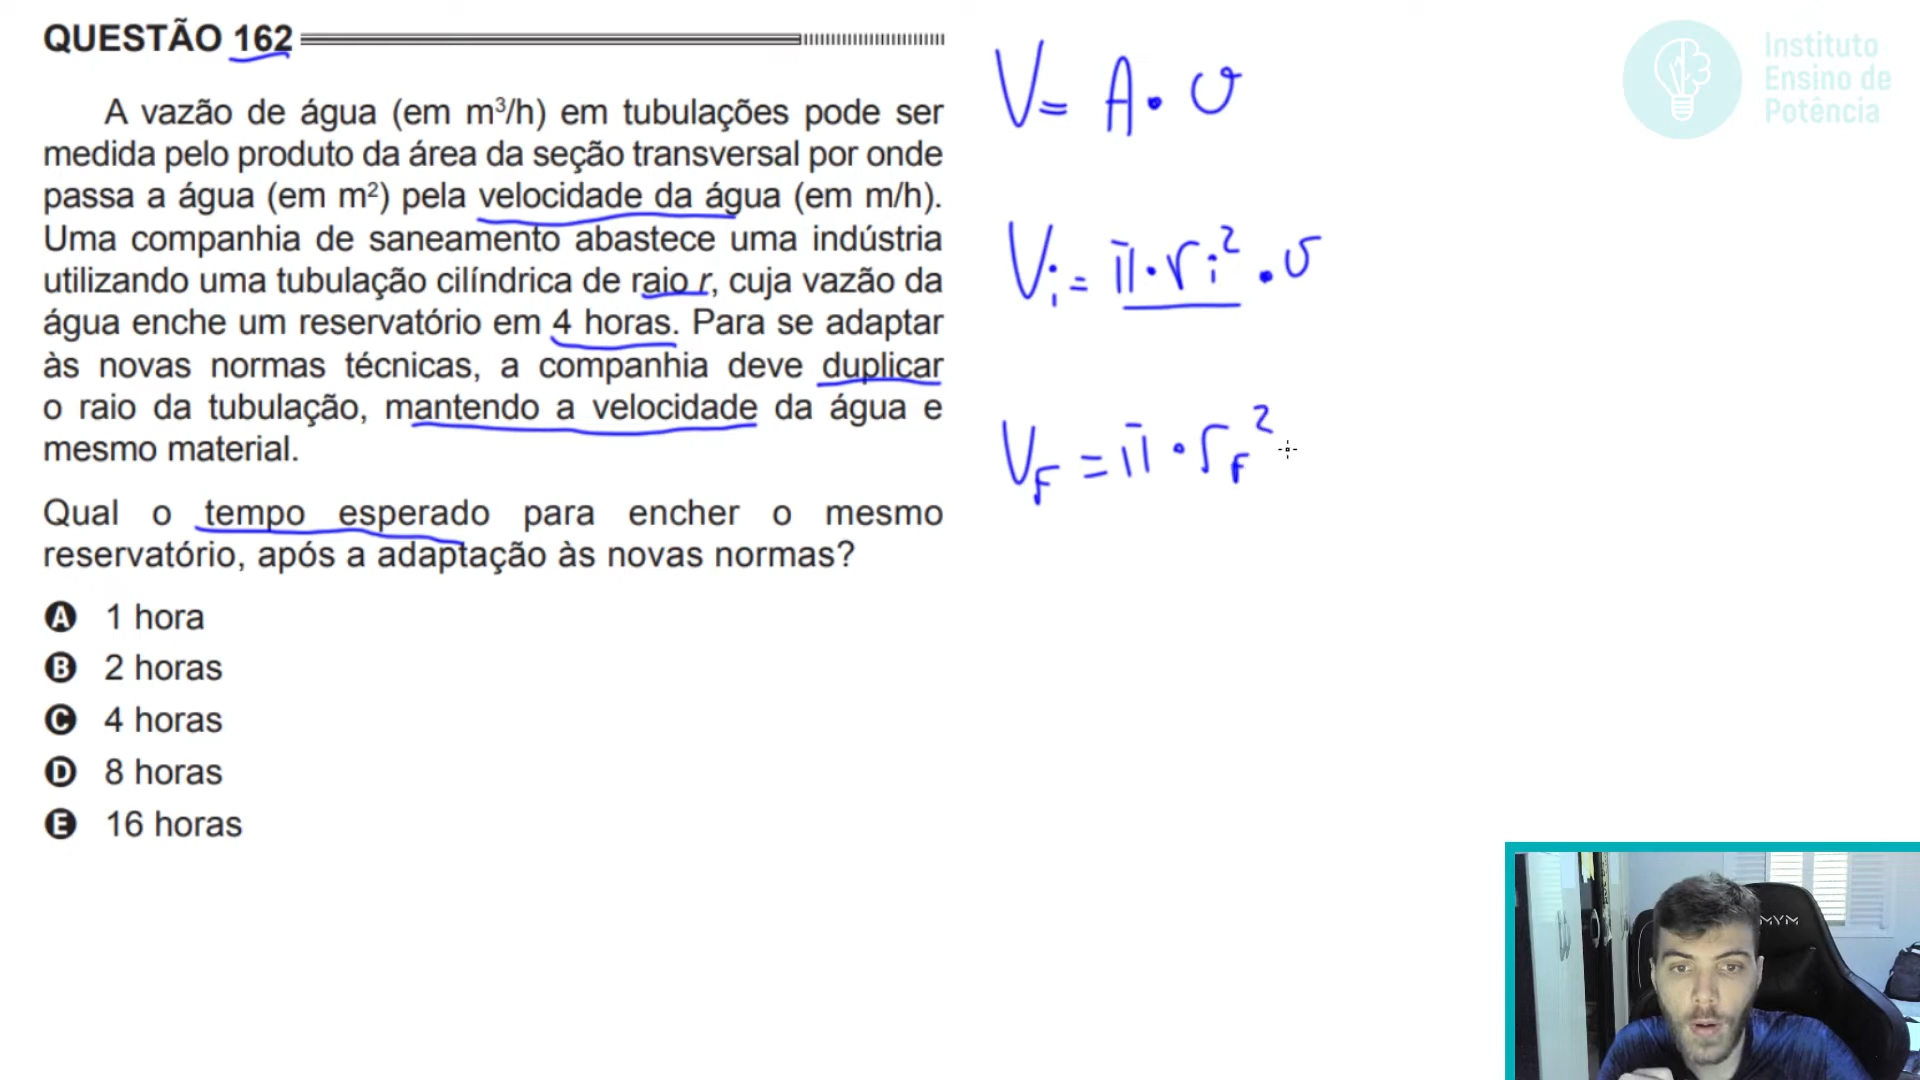 QUESTÃO 162
A vazão de água (em m³/h) em tubulações pode ser
medida pelo produto da área da seção transversal por onde
passa a água (em m²) pela velocidade da água (em m/h).
Uma companhia de saneamento abastece uma indústria
utilizando uma tubulação cilíndrica de raio r, cuja vazão da
água enche um reservatório em 4 horas. Para se adaptar
às novas normas técnicas, a companhia deve duplicar
o raio da tubulação, mantendo a velocidade da água e
mesmo material.
Qual o tempo esperado para encher o mesmo
reservatório, após a adaptação às novas normas?
A 1 hora
B 2 horas
C 4 horas
D 8 horas
E 16 horas
V = A . v
Vi = π . ri² . v
VF = π . rF²
Instituto
Ensino de
Potência
MYM